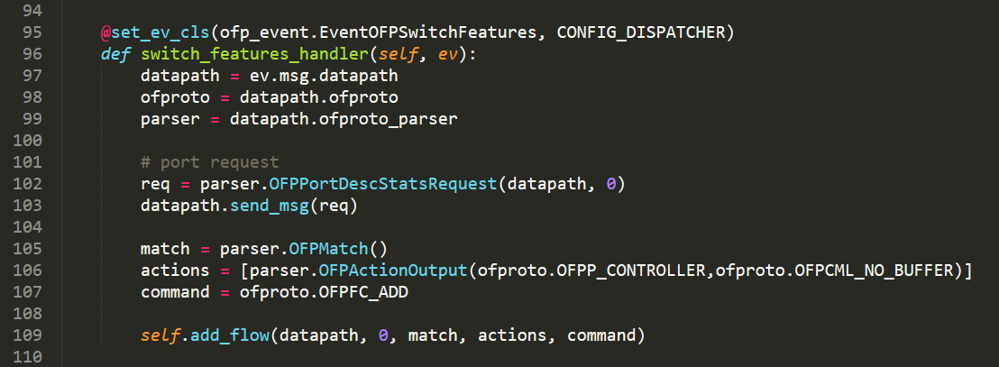 94
95 @set_ev_cls(ofp_event.EventOFPSwitchFeatures, CONFIG_DISPATCHER)
96 def switch_features_handler(self, ev):
97 datapath = ev.msg.datapath
98 ofproto = datapath.ofproto
99 parser = datapath.ofproto_parser
100
101 # port request
102 req = parser.OFPPortDescStatsRequest(datapath, 0)
103 datapath.send_msg(req)
104
105 match = parser.OFPMatch()
106 actions = [parser.OFPActionOutput(ofproto.OFPP_CONTROLLER,ofproto.OFPCML_NO_BUFFER)]
107 command = ofproto.OFPFC_ADD
108
109 self.add_flow(datapath, 0, match, actions, command)
110